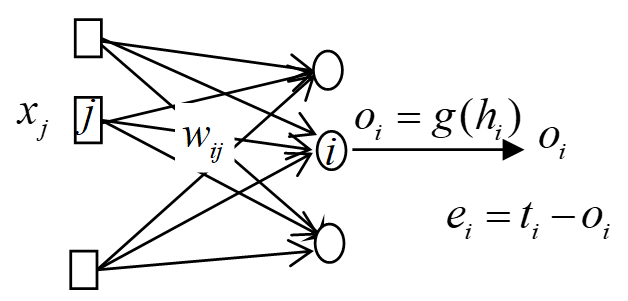 x_j
j
w_ij
i
o_i = g(h_i)
o_i
e_i = t_i − o_i